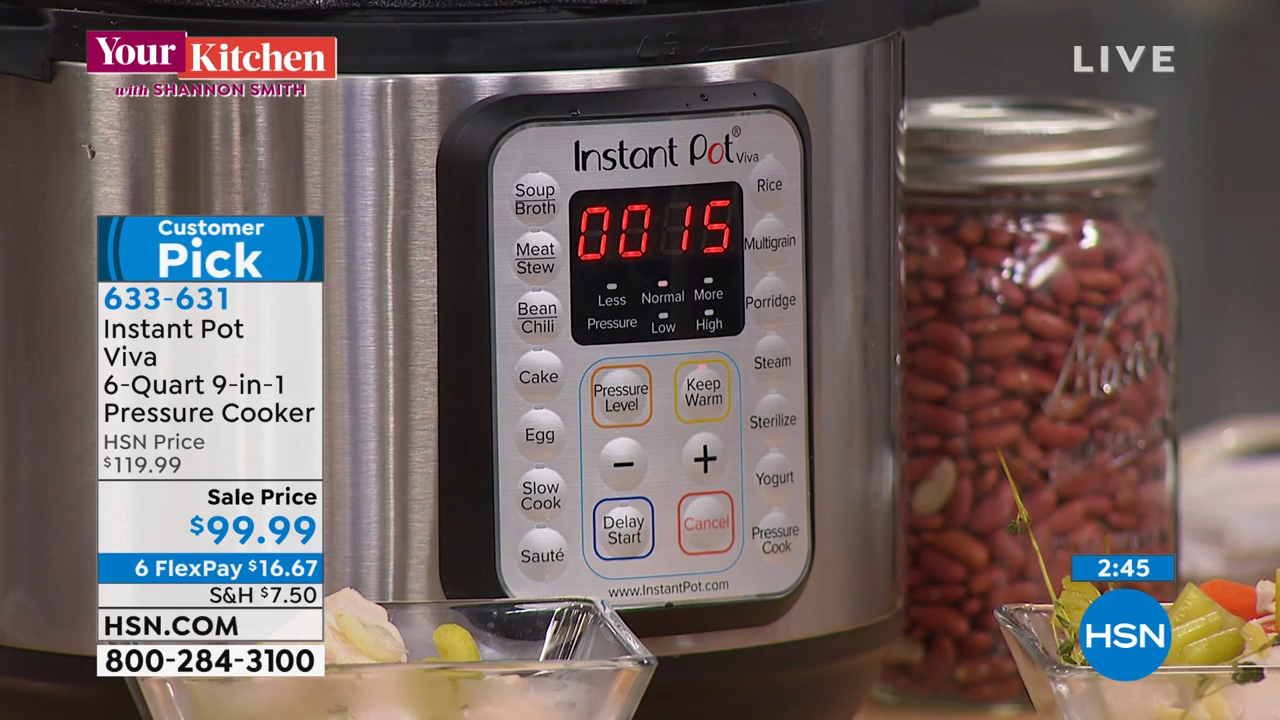 Your Kitchen
with SHANNON SMITH
LIVE
Customer
Pick
633-631
Instant Pot
Viva
6-Quart 9-in-1
Pressure Cooker
HSN Price
$119.99
Sale Price
$99.99
6 FlexPay $16.67
S&H $7.50
HSN.COM
800-284-3100
Instant Pot® Viva
0015
Less Normal More
Pressure Low High
Soup
Broth
Meat
Stew
Bean
Chili
Cake
Egg
Slow
Cook
Sauté
Pressure
Level
Keep
Warm
−
+
Delay
Start
Cancel
Rice
Multigrain
Porridge
Steam
Sterilize
Yogurt
Pressure
Cook
www.InstantPot.com
2:45
HSN